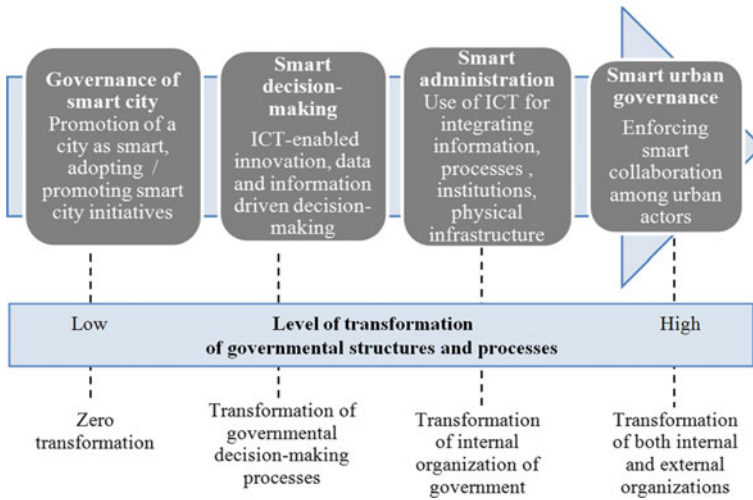 Governance of
smart city
Promotion of a
city as smart,
adopting /
promoting smart
city initiatives
Smart
decision-
making
ICT-enabled
innovation, data
and information
driven decision-
making
Smart
administration
Use of ICT for
integrating
information,
processes ,
institutions,
physical
infrastructure
Smart urban
governance
Enforcing
smart
collaboration
among urban
actors
Low
Level of transformation
of governmental structures and processes
High
Zero
transformation
Transformation of
governmental
decision-making
processes
Transformation
of internal
organization of
government
Transformation
of both internal
and external
organizations